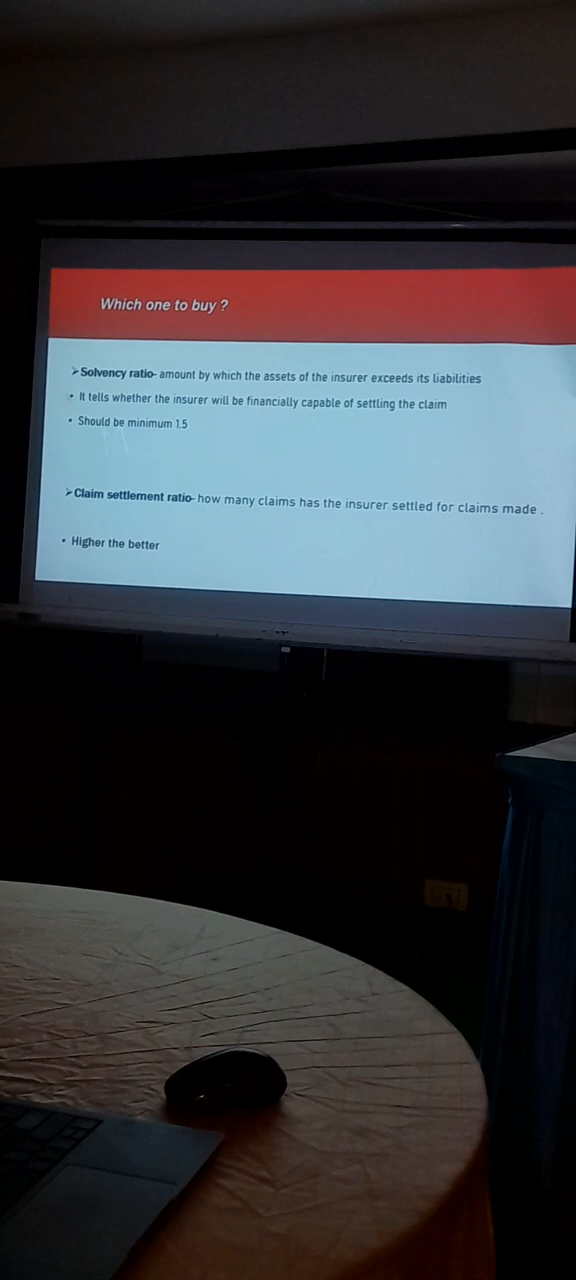 Which one to buy ?
➢Solvency ratio- amount by which the assets of the insurer exceeds its liabilities
• It tells whether the insurer will be financially capable of settling the claim
• Should be minimum 1.5
➢Claim settlement ratio- how many claims has the insurer settled for claims made .
• Higher the better